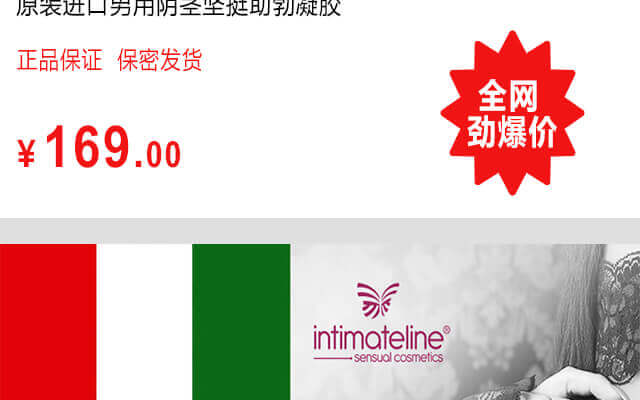 原装进口男用阴茎坚挺助勃凝胶
正品保证 保密发货
¥169.00
全网
劲爆价
intimateline®
sensual cosmetics